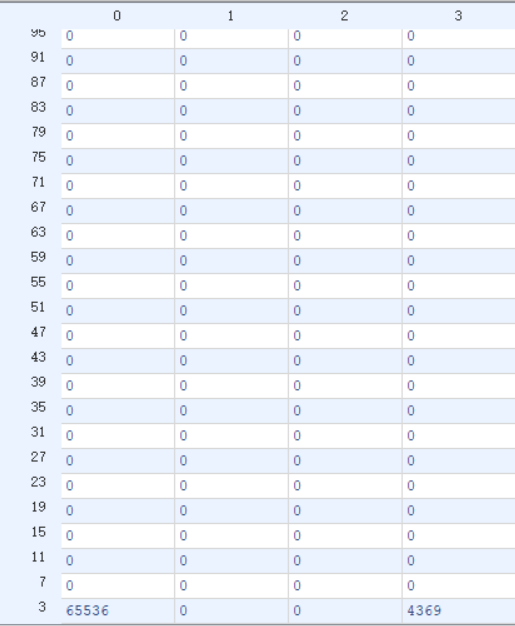 0 1 2 3
95 0 0 0 0
91 0 0 0 0
87 0 0 0 0
83 0 0 0 0
79 0 0 0 0
75 0 0 0 0
71 0 0 0 0
67 0 0 0 0
63 0 0 0 0
59 0 0 0 0
55 0 0 0 0
51 0 0 0 0
47 0 0 0 0
43 0 0 0 0
39 0 0 0 0
35 0 0 0 0
31 0 0 0 0
27 0 0 0 0
23 0 0 0 0
19 0 0 0 0
15 0 0 0 0
11 0 0 0 0
7 0 0 0 0
3 65536 0 0 4369